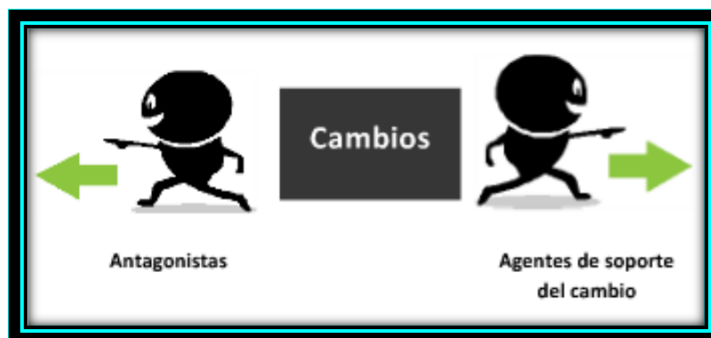 Cambios
Antagonistas
Agentes de soporte
del cambio